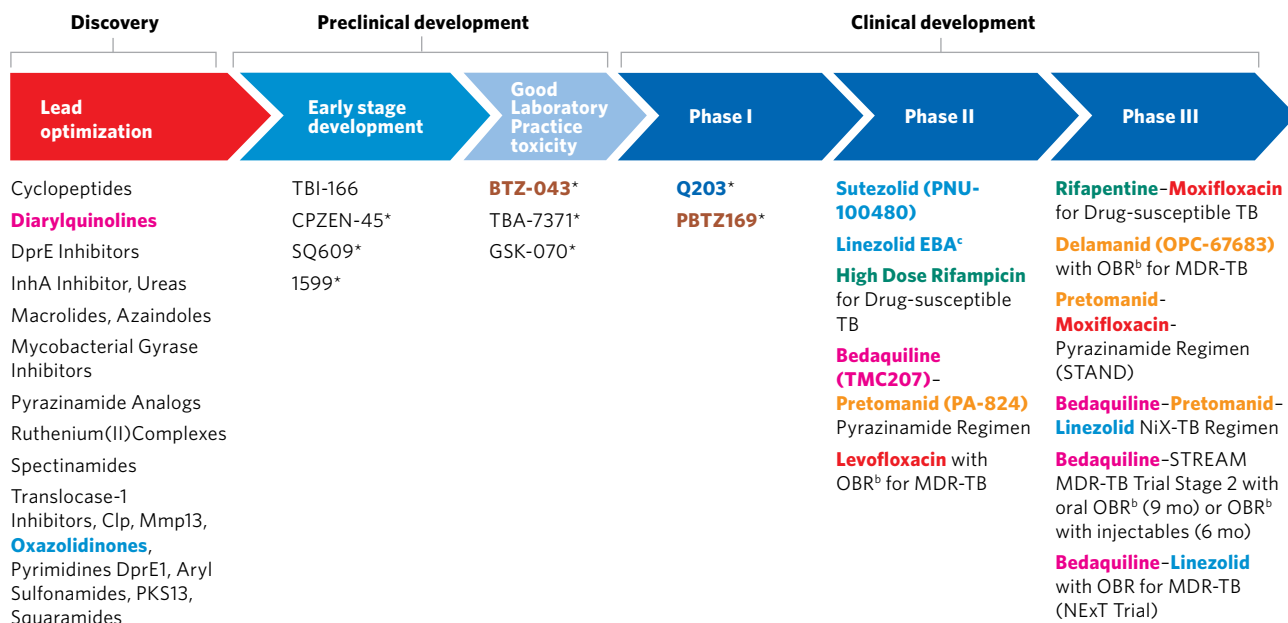 Discovery
Preclinical development
Clinical development
Lead
optimization
Early stage
development
Good
Laboratory
Practice
toxicity
Phase I
Phase II
Phase III
Cyclopeptides
Diarylquinolines
DprE Inhibitors
InhA Inhibitor, Ureas
Macrolides, Azaindoles
Mycobacterial Gyrase
Inhibitors
Pyrazinamide Analogs
Ruthenium(II)Complexes
Spectinamides
Translocase-1
Inhibitors, Clp, Mmp13,
Oxazolidinones,
Pyrimidines DprE1, Aryl
Sulfonamides, PKS13,
Squaramides
TBI-166
CPZEN-45*
SQ609*
1599*
BTZ-043*
TBA-7371*
GSK-070*
Q203*
PBTZ169*
Sutezolid (PNU-
100480)
Linezolid EBAᶜ
High Dose Rifampicin
for Drug-susceptible
TB
Bedaquiline
(TMC207)–
Pretomanid (PA-824)
Pyrazinamide Regimen
Levofloxacin with
OBRᵇ for MDR-TB
Rifapentine–Moxifloxacin
for Drug-susceptible TB
Delamanid (OPC-67683)
with OBRᵇ for MDR-TB
Pretomanid-
Moxifloxacin-
Pyrazinamide Regimen
(STAND)
Bedaquiline–Pretomanid–
Linezolid NiX-TB Regimen
Bedaquiline–STREAM
MDR-TB Trial Stage 2 with
oral OBRᵇ (9 mo) or OBRᵇ
with injectables (6 mo)
Bedaquiline–Linezolid
with OBR for MDR-TB
(NExT Trial)